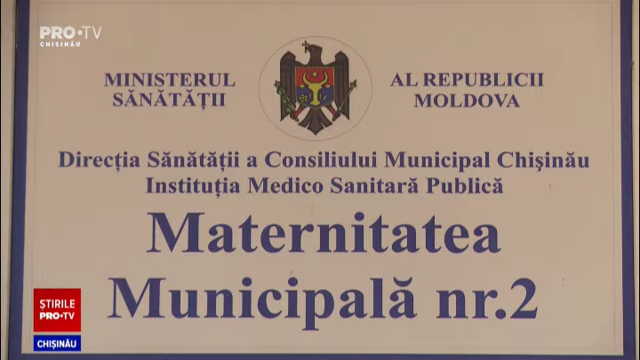 PRO•TV
CHIȘINĂU
MINISTERUL
SĂNĂTĂȚII
AL REPUBLICII
MOLDOVA
Direcția Sănătății a Consiliului Municipal Chişinău
Instituția Medico Sanitară Publică
Maternitatea
Municipală nr.2
ȘTIRILE
PRO•TV
CHIȘINĂU